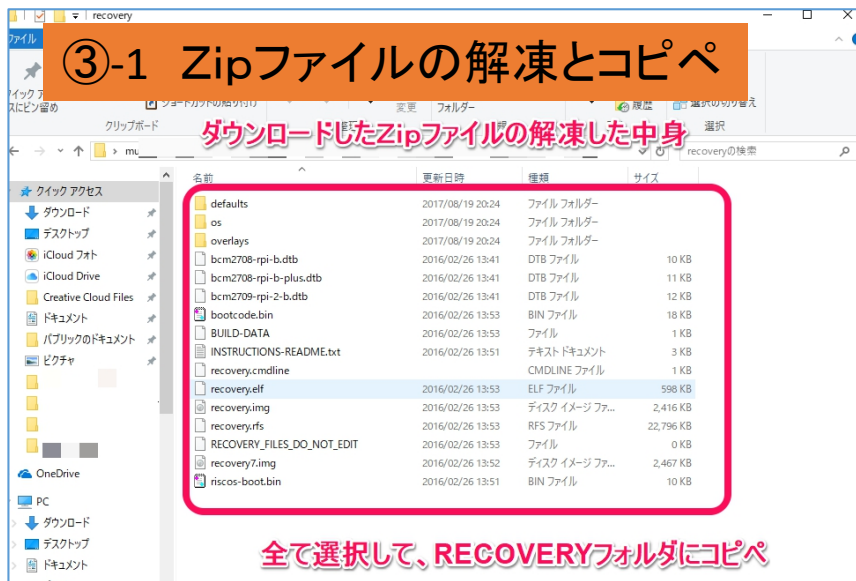 recovery
ファイル
③-1 Zipファイルの解凍とコピペ
クイック アクセスにピン留め
ショートカットの貼り付け
変更
フォルダー
履歴
選択の切り替え
クリップボード
選択
ダウンロードしたZipファイルの解凍した中身
mu
recoveryの検索
名前 更新日時 種類 サイズ
クイック アクセス
ダウンロード
デスクトップ
iCloud フォト
iCloud Drive
Creative Cloud Files
ドキュメント
パブリックのドキュメント
ピクチャ
OneDrive
PC
ダウンロード
デスクトップ
ドキュメント
defaults 2017/08/19 20:24 ファイル フォルダー
os 2017/08/19 20:24 ファイル フォルダー
overlays 2017/08/19 20:24 ファイル フォルダー
bcm2708-rpi-b.dtb 2016/02/26 13:41 DTB ファイル 10 KB
bcm2708-rpi-b-plus.dtb 2016/02/26 13:41 DTB ファイル 11 KB
bcm2709-rpi-2-b.dtb 2016/02/26 13:41 DTB ファイル 12 KB
bootcode.bin 2016/02/26 13:53 BIN ファイル 18 KB
BUILD-DATA 2016/02/26 13:53 ファイル 1 KB
INSTRUCTIONS-README.txt 2016/02/26 13:51 テキスト ドキュメント 3 KB
recovery.cmdline CMDLINE ファイル 1 KB
recovery.elf 2016/02/26 13:53 ELF ファイル 598 KB
recovery.img 2016/02/26 13:53 ディスク イメージ ファ... 2,416 KB
recovery.rfs 2016/02/26 13:53 RFS ファイル 22,796 KB
RECOVERY_FILES_DO_NOT_EDIT 2016/02/26 13:53 ファイル 0 KB
recovery7.img 2016/02/26 13:52 ディスク イメージ ファ... 2,467 KB
riscos-boot.bin 2016/02/26 13:51 BIN ファイル 10 KB
全て選択して、RECOVERYフォルダにコピペ